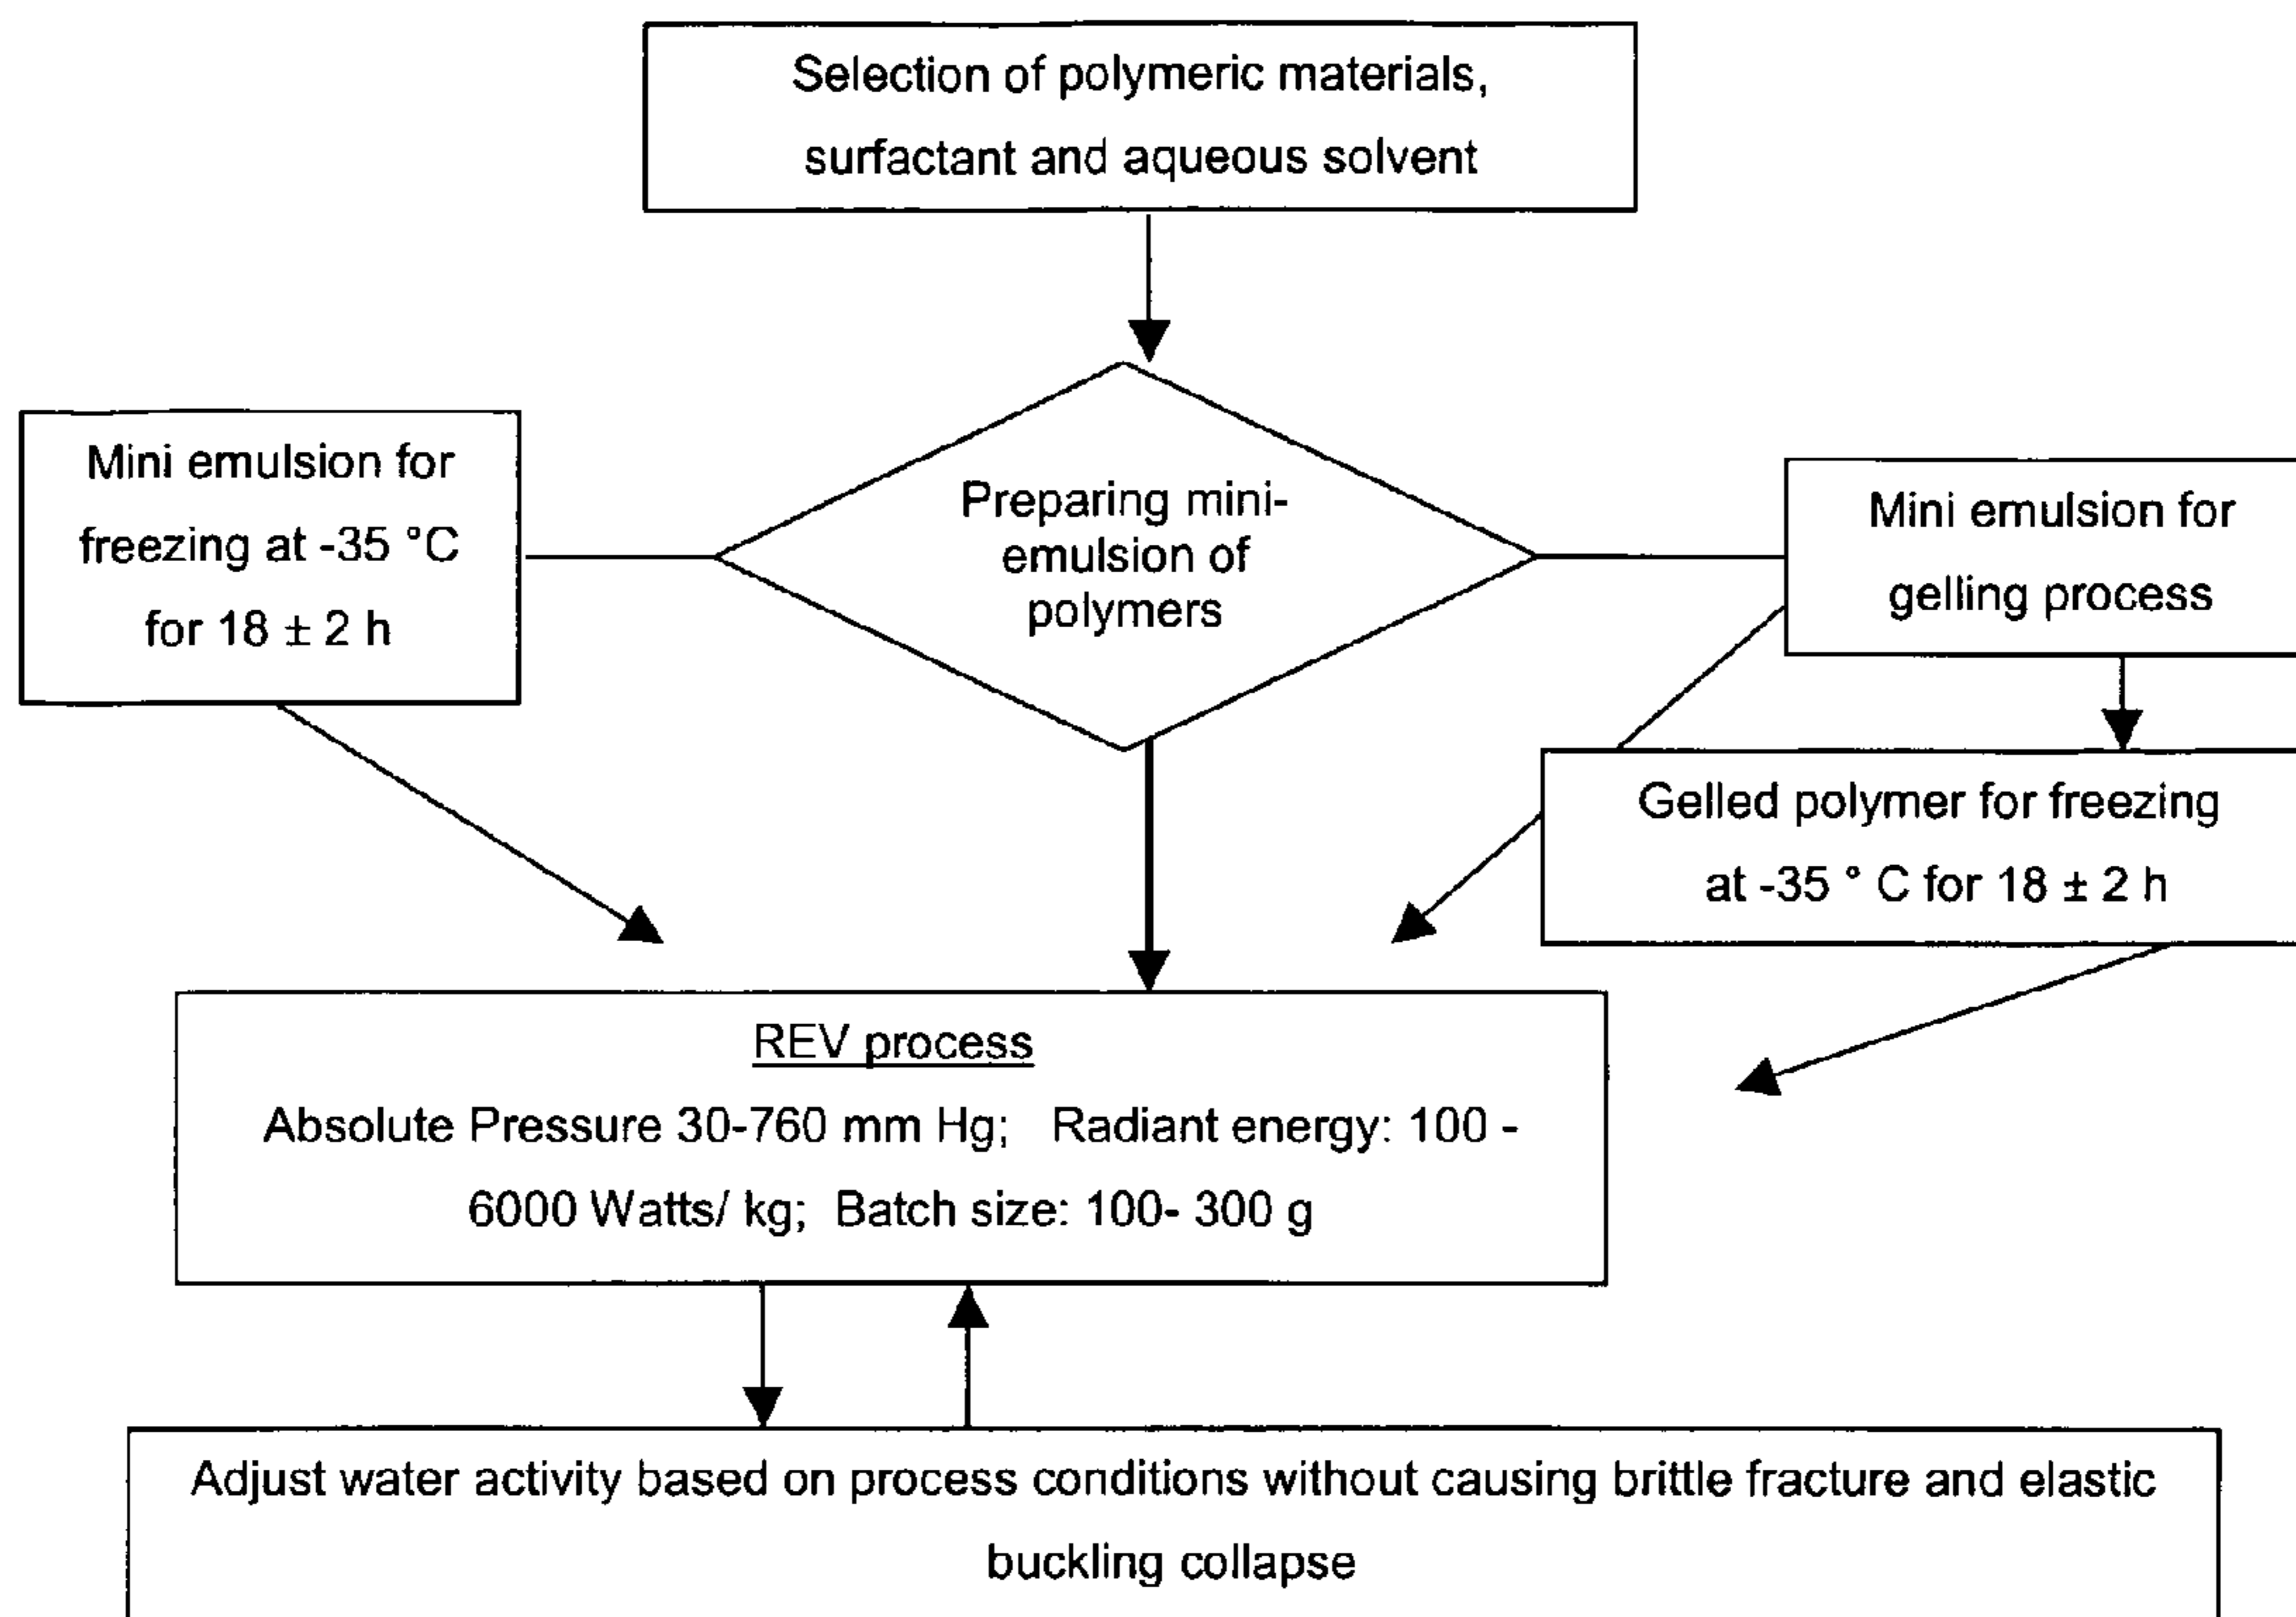 Selection of polymeric materials,
surfactant and aqueous solvent
Mini emulsion for
freezing at -35 °C
for 18 ± 2 h
Preparing mini-
emulsion of
polymers
Mini emulsion for
gelling process
Gelled polymer for freezing
at -35 ° C for 18 ± 2 h
REV process
Absolute Pressure 30-760 mm Hg; Radiant energy: 100 -
6000 Watts/ kg; Batch size: 100- 300 g
Adjust water activity based on process conditions without causing brittle fracture and elastic
buckling collapse